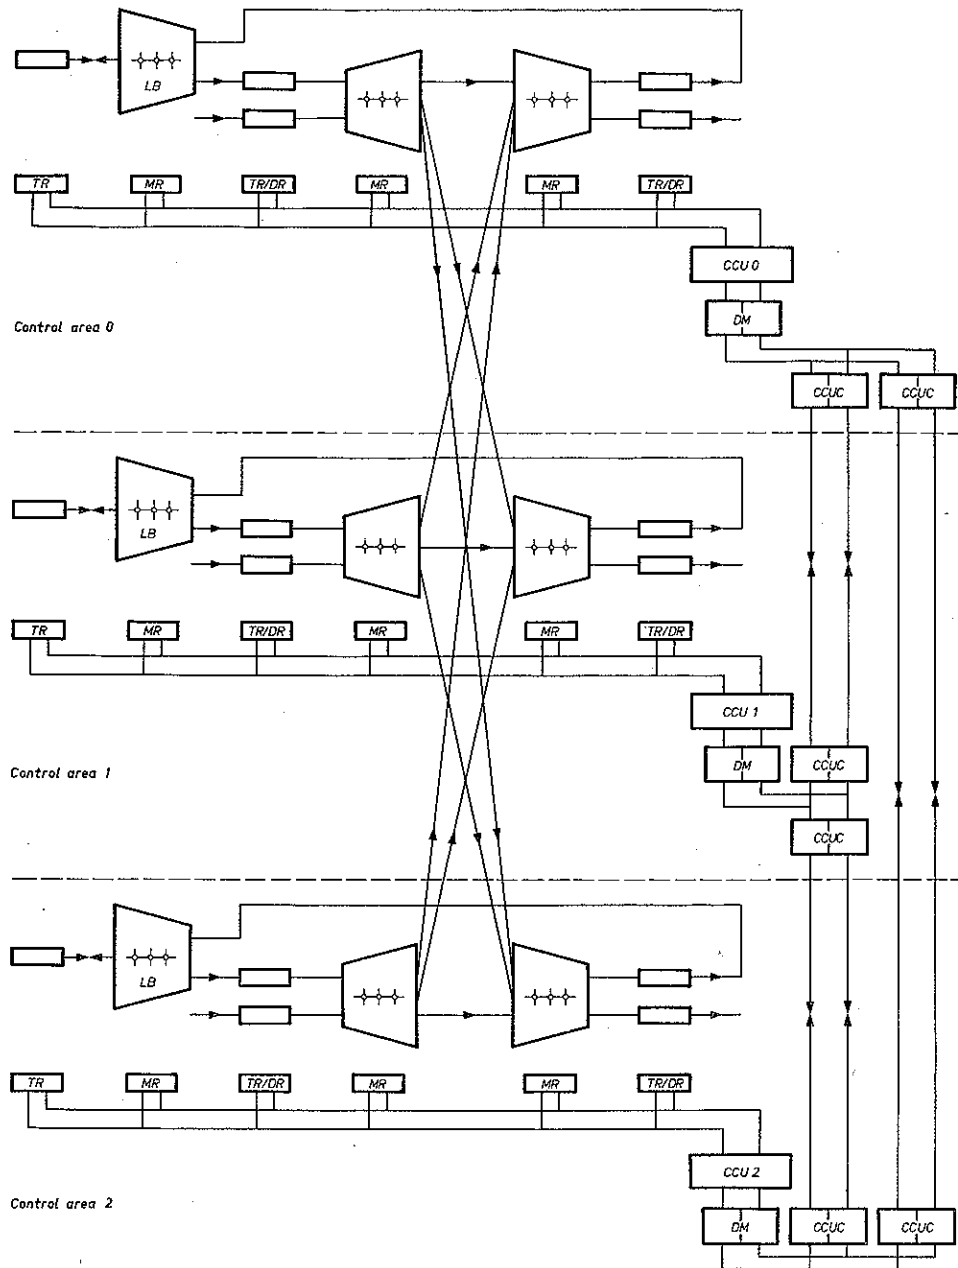 LB
TR
MR
TR/DR
MR
MR
TR/DR
CCU 0
DM
Control area 0
CCUC
CCUC
LB
TR
MR
TR/DR
MR
MR
TR/DR
CCU 1
DM
CCUC
Control area 1
CCUC
LB
TR
MR
TR/DR
MR
MR
TR/DR
CCU 2
Control area 2
DM
CCUC
CCUC